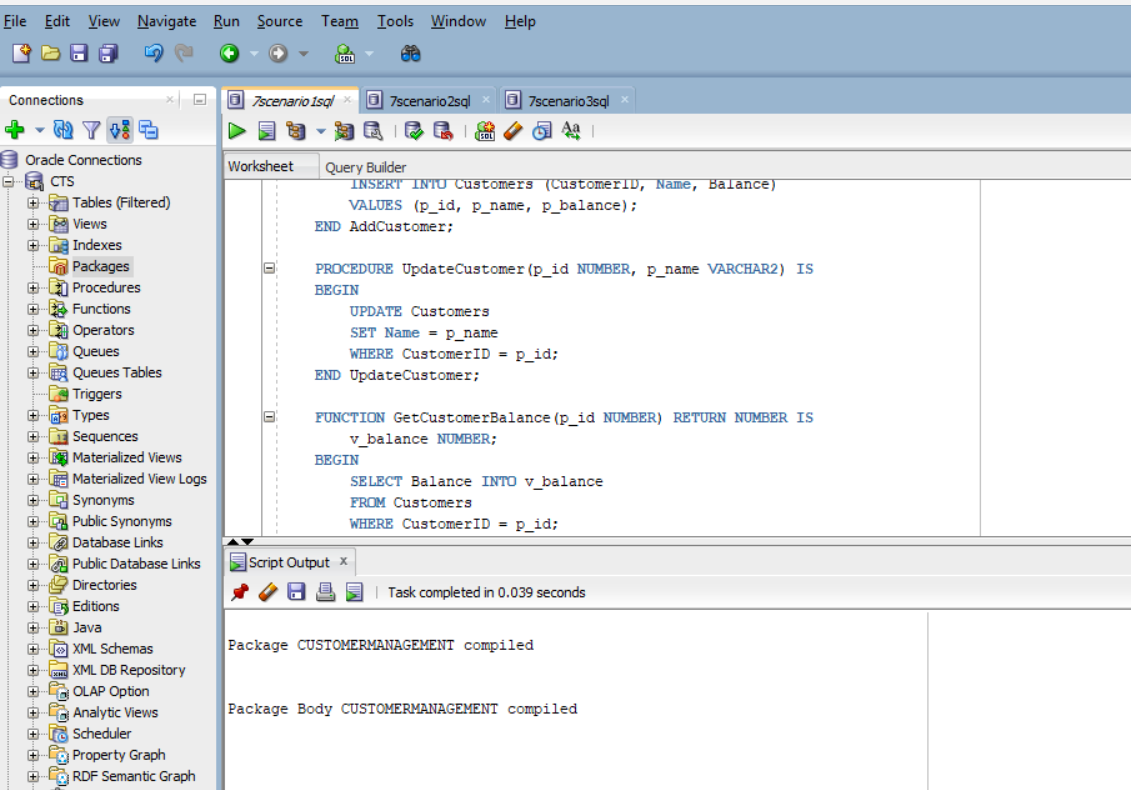 File Edit View Navigate Run Source Team Tools Window Help
Connections
7scenario1sql
7scenario2sql
7scenario3sql
Worksheet Query Builder
Oracle Connections
CTS
Tables (Filtered)
Views
Indexes
Packages
Procedures
Functions
Operators
Queues
Queues Tables
Triggers
Types
Sequences
Materialized Views
Materialized View Logs
Synonyms
Public Synonyms
Database Links
Public Database Links
Directories
Editions
Java
XML Schemas
XML DB Repository
OLAP Option
Analytic Views
Scheduler
Property Graph
RDF Semantic Graph
INSERT INTO Customers (CustomerID, Name, Balance)
VALUES (p_id, p_name, p_balance);
END AddCustomer;
PROCEDURE UpdateCustomer(p_id NUMBER, p_name VARCHAR2) IS
BEGIN
UPDATE Customers
SET Name = p_name
WHERE CustomerID = p_id;
END UpdateCustomer;
FUNCTION GetCustomerBalance(p_id NUMBER) RETURN NUMBER IS
v_balance NUMBER;
BEGIN
SELECT Balance INTO v_balance
FROM Customers
WHERE CustomerID = p_id;
Script Output x
Task completed in 0.039 seconds
Package CUSTOMERMANAGEMENT compiled
Package Body CUSTOMERMANAGEMENT compiled